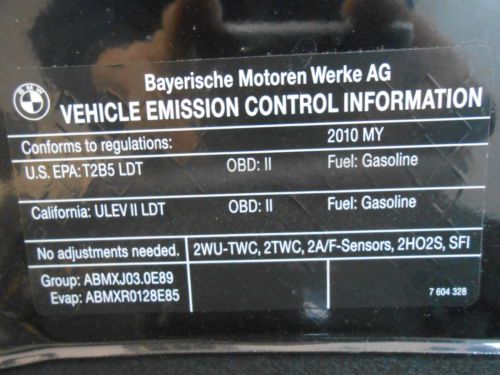 BMW
Bayerische Motoren Werke AG
VEHICLE EMISSION CONTROL INFORMATION
Conforms to regulations: 2010 MY
U.S. EPA: T2B5 LDT OBD: II Fuel: Gasoline
California: ULEV II LDT OBD: II Fuel: Gasoline
No adjustments needed. 2WU-TWC, 2TWC, 2A/F-Sensors, 2HO2S, SFI
Group: ABMXJ03.0E89
Evap: ABMXR0128E85 7 604 328